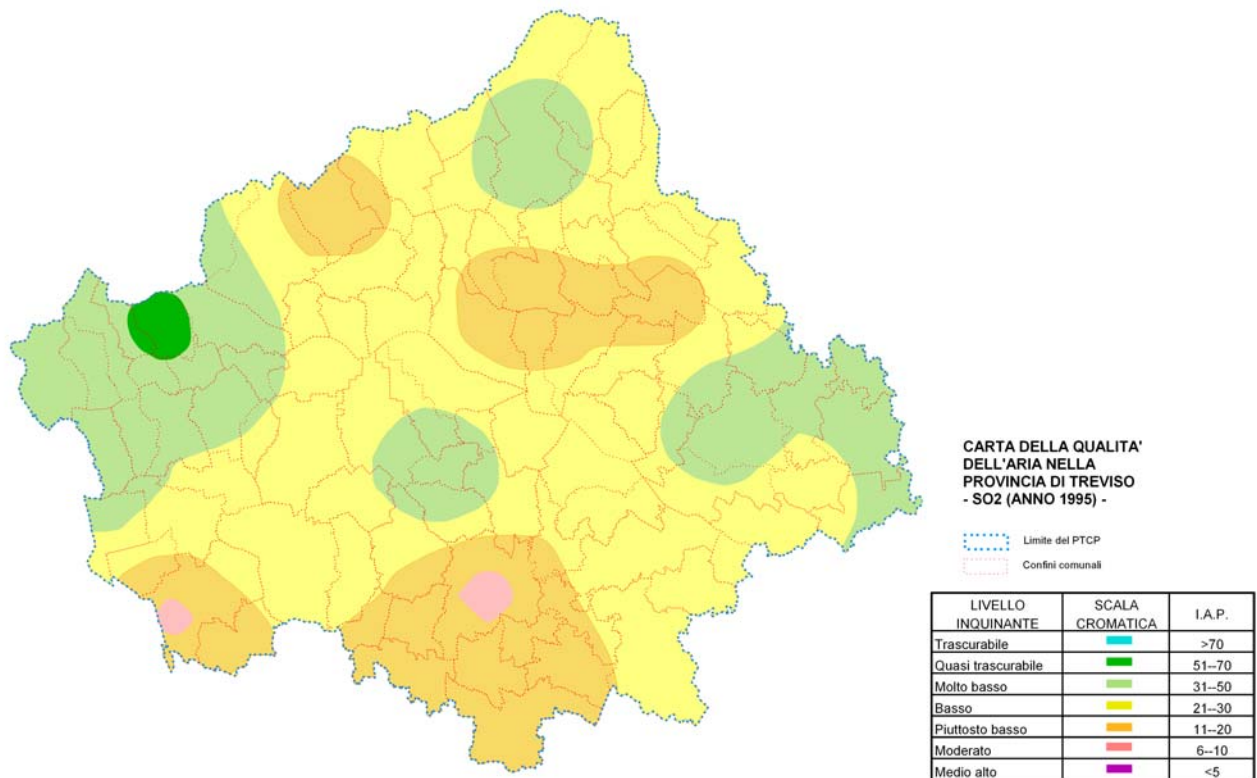 CARTA DELLA QUALITA'
DELL'ARIA NELLA
PROVINCIA DI TREVISO
- SO2 (ANNO 1995) -
Limite del PTCP
Confini comunali
LIVELLO INQUINANTE SCALA CROMATICA I.A.P.
Trascurabile >70
Quasi trascurabile 51--70
Molto basso 31--50
Basso 21--30
Piuttosto basso 11--20
Moderato 6--10
Medio alto <5